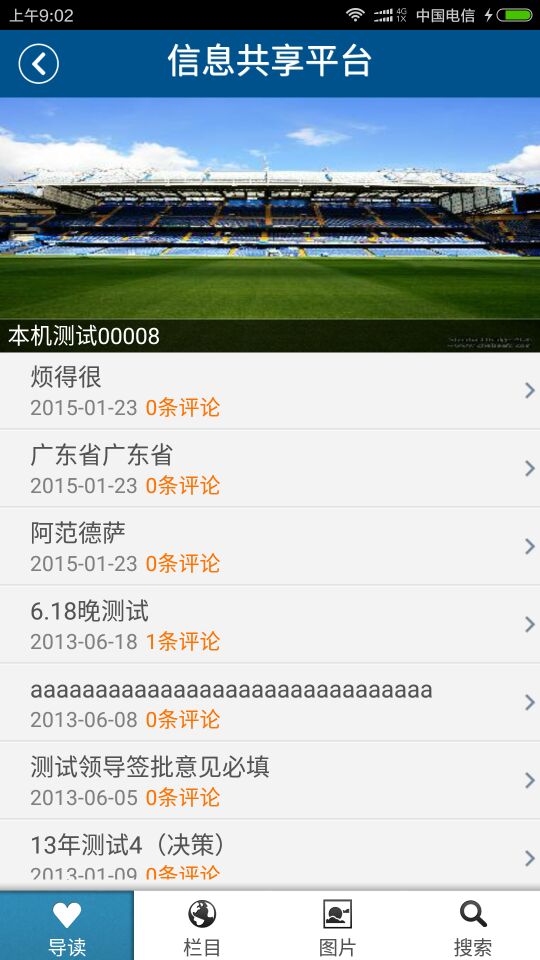 上午9:02
4G
1X
中国电信
信息共享平台
本机测试00008
烦得很
2015-01-23 0条评论
广东省广东省
2015-01-23 0条评论
阿范德萨
2015-01-23 0条评论
6.18晚测试
2013-06-18 1条评论
aaaaaaaaaaaaaaaaaaaaaaaaaaaaaaa
2013-06-08 0条评论
测试领导签批意见必填
2013-06-05 0条评论
13年测试4（决策）
2013-01-09 0条评论
导读
栏目
图片
搜索